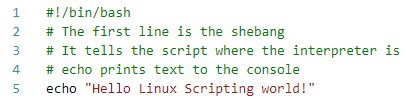 1 #!/bin/bash
2 # The first line is the shebang
3 # It tells the script where the interpreter is
4 # echo prints text to the console
5 echo "Hello Linux Scripting world!"